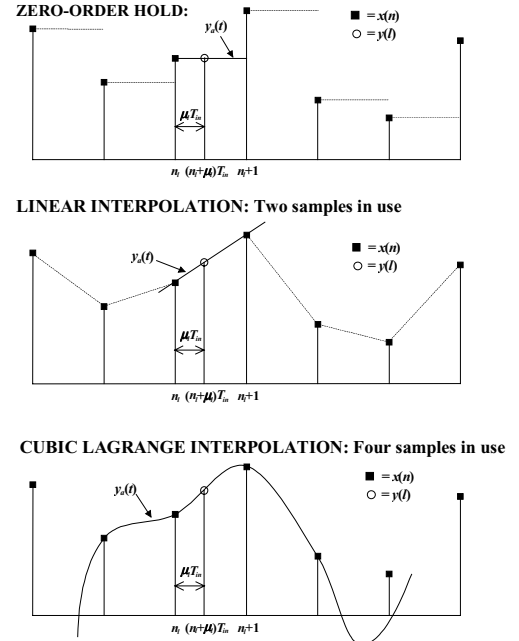 ZERO-ORDER HOLD:
yₐ(t)
■ = x(n)
○ = y(l)
μₗTᵢₙ
nₗ (nₗ+μₗ)Tᵢₙ nₗ+1
LINEAR INTERPOLATION: Two samples in use
yₐ(t)
■ = x(n)
○ = y(l)
μₗTᵢₙ
nₗ (nₗ+μₗ)Tᵢₙ nₗ+1
CUBIC LAGRANGE INTERPOLATION: Four samples in use
yₐ(t)
■ = x(n)
○ = y(l)
μₗTᵢₙ
nₗ (nₗ+μₗ)Tᵢₙ nₗ+1